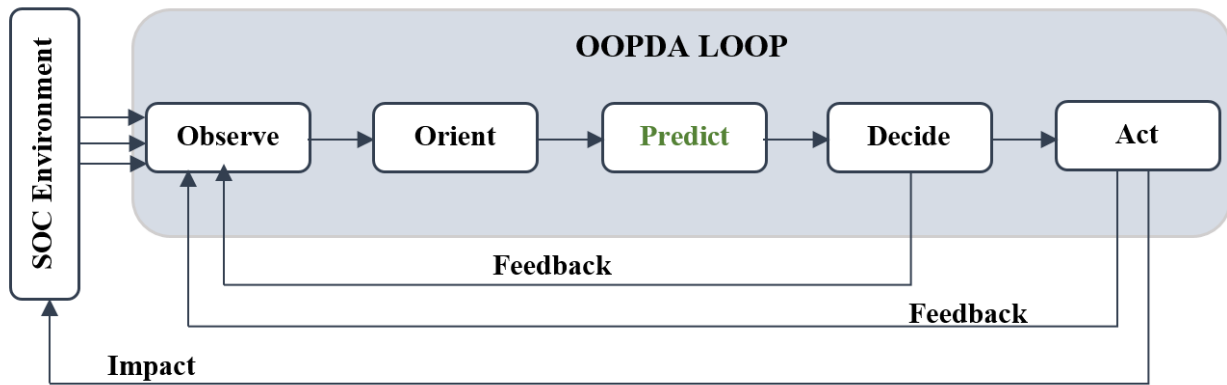 OOPDA LOOP
SOC Environment
Observe
Orient
Predict
Decide
Act
Feedback
Feedback
Impact